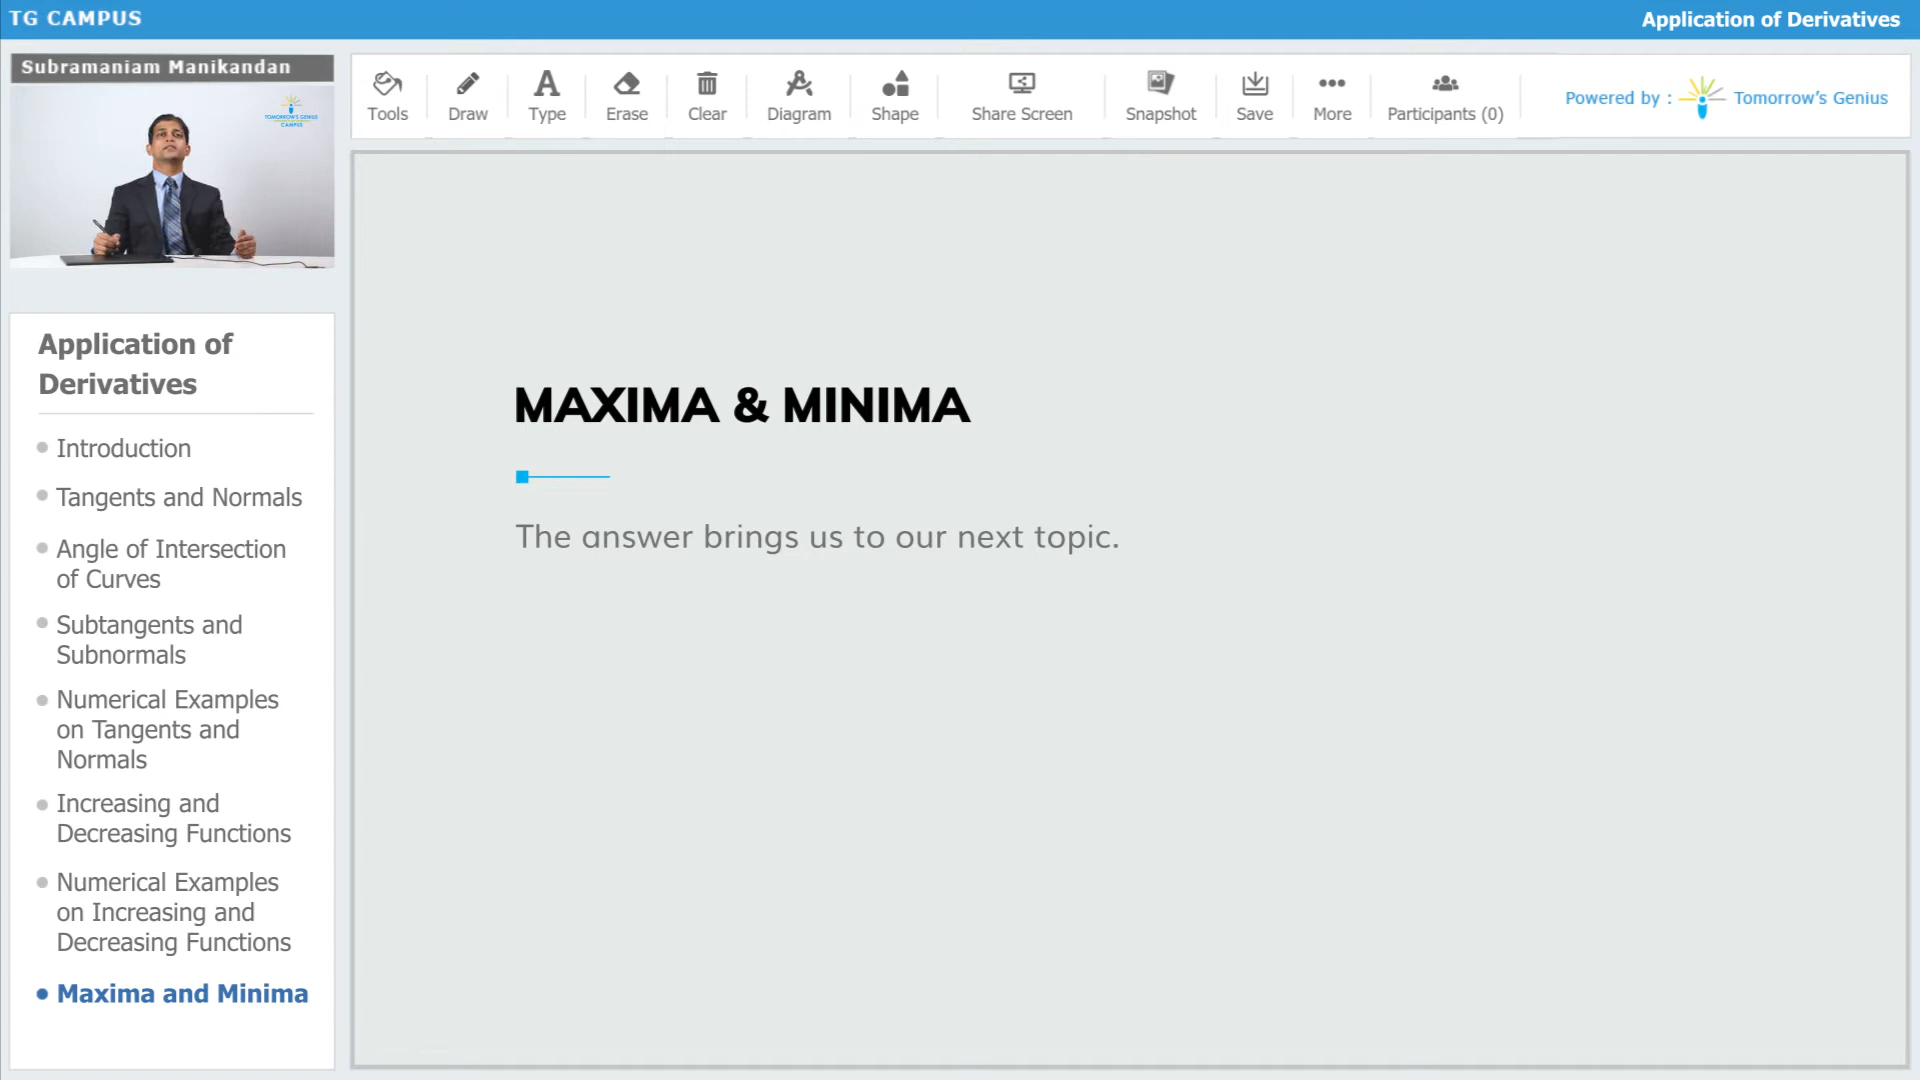 TG CAMPUS
Application of Derivatives
Subramaniam Manikandan
TOMORROW'S GENIUS
CAMPUS
Tools
Draw
Type
Erase
Clear
Diagram
Shape
Share Screen
Snapshot
Save
More
Participants (0)
Powered by :
Tomorrow's Genius
Application of
Derivatives
Introduction
Tangents and Normals
Angle of Intersection
of Curves
Subtangents and
Subnormals
Numerical Examples
on Tangents and
Normals
Increasing and
Decreasing Functions
Numerical Examples
on Increasing and
Decreasing Functions
Maxima and Minima
MAXIMA & MINIMA
The answer brings us to our next topic.